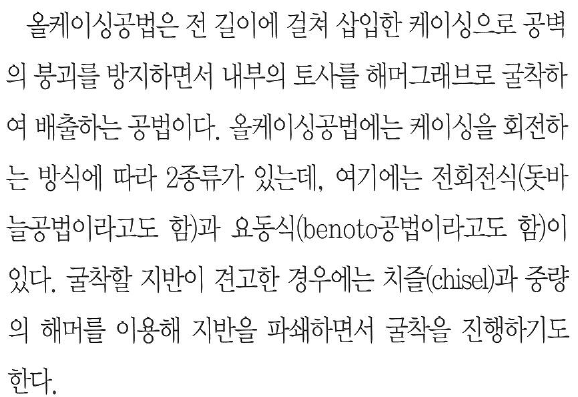 올케이싱공법은 전 길이에 걸쳐 삽입한 케이싱으로 공벽
의 붕괴를 방지하면서 내부의 토사를 해머그래브로 굴착하
여 배출하는 공법이다. 올케이싱공법에는 케이싱을 회전하
는 방식에 따라 2종류가 있는데, 여기에는 전회전식(돗바
늘공법이라고도 함)과 요동식(benoto공법이라고도 함)이
있다. 굴착할 지반이 견고한 경우에는 치즐(chisel)과 중량
의 해머를 이용해 지반을 파쇄하면서 굴착을 진행하기도
한다.